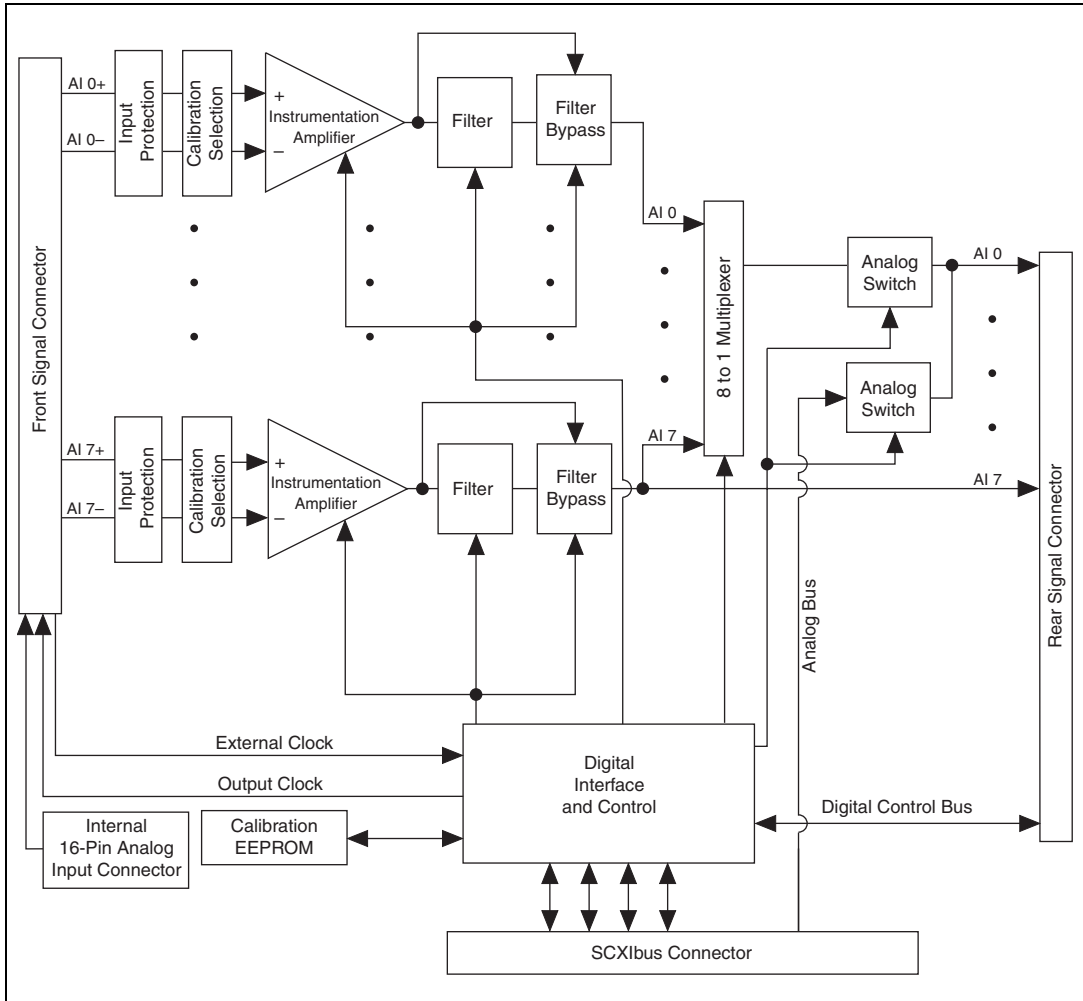 AI 0+
AI 0–
Front Signal Connector
Input
Protection
Calibration
Selection
+
–
Instrumentation
Amplifier
Filter
Filter
Bypass
AI 0
8 to 1 Multiplexer
Analog
Switch
AI 0
Analog
Switch
AI 7+
AI 7–
Input
Protection
Calibration
Selection
+
–
Instrumentation
Amplifier
Filter
Filter
Bypass
AI 7
AI 7
Rear Signal Connector
Analog Bus
External Clock
Output Clock
Digital
Interface
and Control
Digital Control Bus
Internal
16-Pin Analog
Input Connector
Calibration
EEPROM
SCXIbus Connector